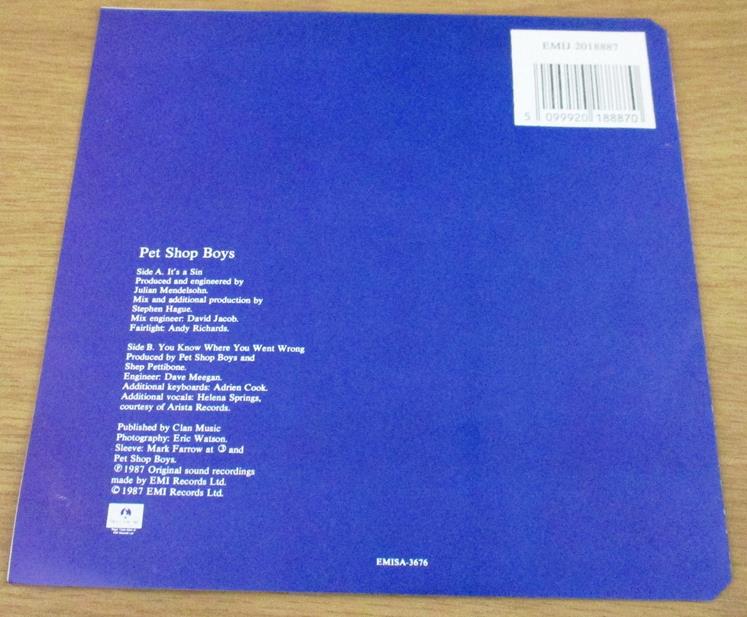 EMIJ 2018887
5 099920 188870
Pet Shop Boys
Side A. It's a Sin
Produced and engineered by
Julian Mendelsohn.
Mix and additional production by
Stephen Hague.
Mix engineer: David Jacob.
Fairlight: Andy Richards.
Side B. You Know Where You Went Wrong
Produced by Pet Shop Boys and
Shep Pettibone.
Engineer: Dave Meegan.
Additional keyboards: Adrien Cook.
Additional vocals: Helena Springs,
courtesy of Arista Records.
Published by Clan Music
Photography: Eric Watson.
Sleeve: Mark Farrow at ③ and
Pet Shop Boys.
℗ 1987 Original sound recordings
made by EMI Records Ltd.
© 1987 EMI Records Ltd.
EMISA-3676